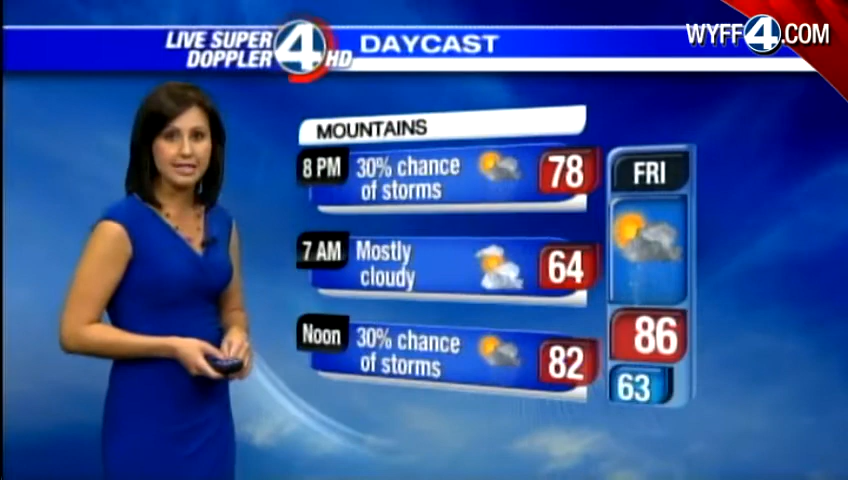 LIVE SUPER
DOPPLER 4 HD
DAYCAST
WYFF4.COM
MOUNTAINS
8 PM 30% chance
of storms 78
7 AM Mostly
cloudy 64
Noon 30% chance
of storms 82
FRI
86
63